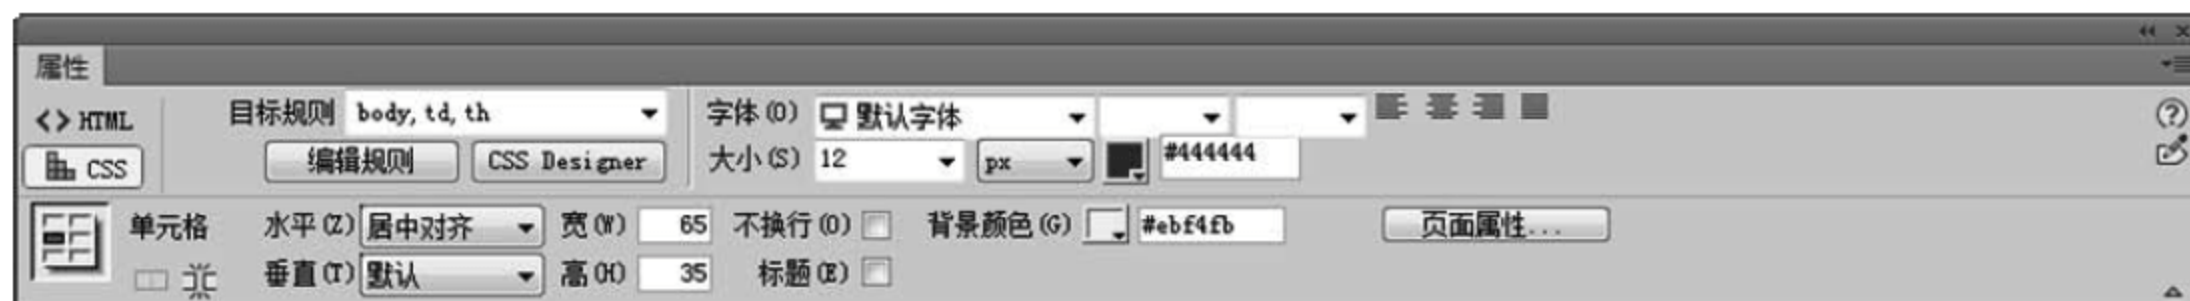 属性
<> HTML 目标规则 body, td, th 字体(O) 默认字体
CSS 编辑规则 CSS Designer 大小(S) 12 px #444444
单元格 水平(Z) 居中对齐 宽(W) 65 不换行(O) 背景颜色(G) #ebf4fb 页面属性...
垂直(T) 默认 高(H) 35 标题(E)